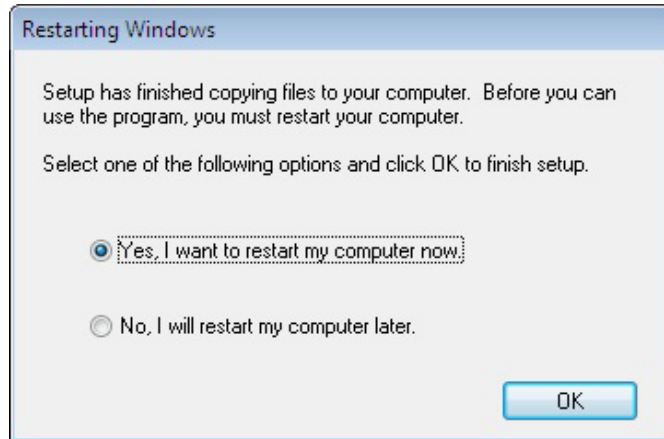 Restarting Windows
Setup has finished copying files to your computer.  Before you can
use the program, you must restart your computer.
Select one of the following options and click OK to finish setup.
Yes, I want to restart my computer now.
No, I will restart my computer later.
OK